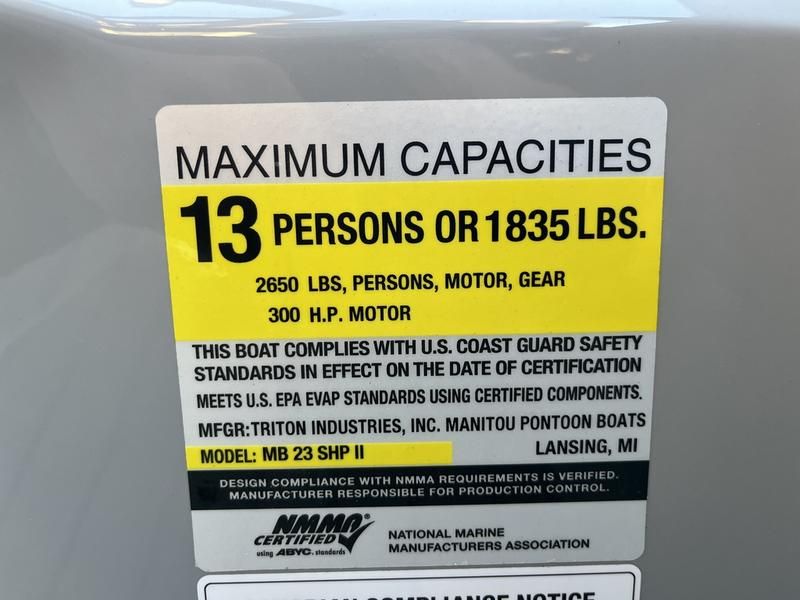 MAXIMUM CAPACITIES
13 PERSONS OR 1835 LBS.
2650 LBS, PERSONS, MOTOR, GEAR
300 H.P. MOTOR
THIS BOAT COMPLIES WITH U.S. COAST GUARD SAFETY
STANDARDS IN EFFECT ON THE DATE OF CERTIFICATION
MEETS U.S. EPA EVAP STANDARDS USING CERTIFIED COMPONENTS.
MFGR:TRITON INDUSTRIES, INC. MANITOU PONTOON BOATS
MODEL: MB 23 SHP II LANSING, MI
DESIGN COMPLIANCE WITH NMMA REQUIREMENTS IS VERIFIED.
MANUFACTURER RESPONSIBLE FOR PRODUCTION CONTROL.
NMMA®
CERTIFIED
using ABYC. standards
NATIONAL MARINE
MANUFACTURERS ASSOCIATION
COMPLIANCE NOTICE